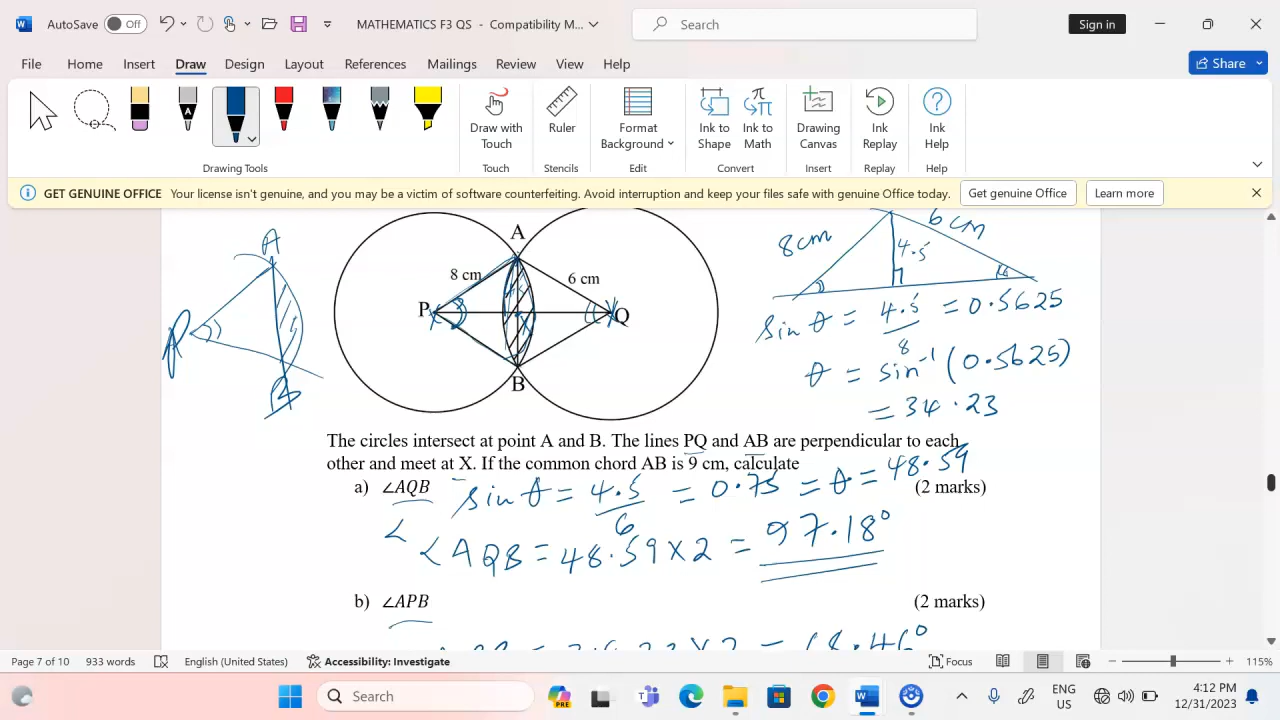 AutoSave Off MATHEMATICS F3 QS - Compatibility M... Search Sign in
File Home Insert Draw Design Layout References Mailings Review View Help Share
Draw with Touch Ruler Format Background Ink to Shape Ink to Math Drawing Canvas Ink Replay Ink Help
Drawing Tools Touch Stencils Edit Convert Insert Replay Help
GET GENUINE OFFICE Your license isn't genuine, and you may be a victim of software counterfeiting. Avoid interruption and keep your files safe with genuine Office today. Get genuine Office Learn more
A
P
B
A
8 cm
6 cm
P
X
Q
B
8cm
6 cm
4.5
sin θ = 4.5/8 = 0.5625
θ = sin⁻¹ (0.5625)
= 34.23
The circles intersect at point A and B. The lines PQ and AB are perpendicular to each
other and meet at X. If the common chord AB is 9 cm, calculate
a) ∠AQB (2 marks)
sin θ = 4.5/6 = 0.75 = θ = 48.59
∠
∠AQB = 48.59 × 2 = 97.18°
b) ∠APB (2 marks)
= 34.23 × 2 = 68.46°
Page 7 of 10 933 words English (United States) Accessibility: Investigate Focus 115%
Search ENG US 4:12 PM 12/31/2023